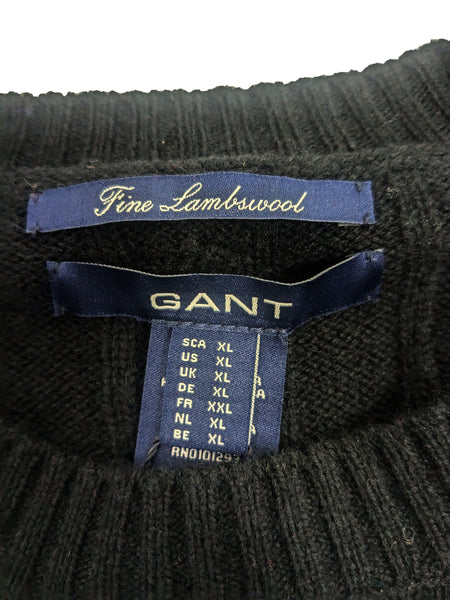 Fine Lambswool
GANT
SCA XL
US XL
UK XL
DE XL
FR XXL
NL XL
BE XL